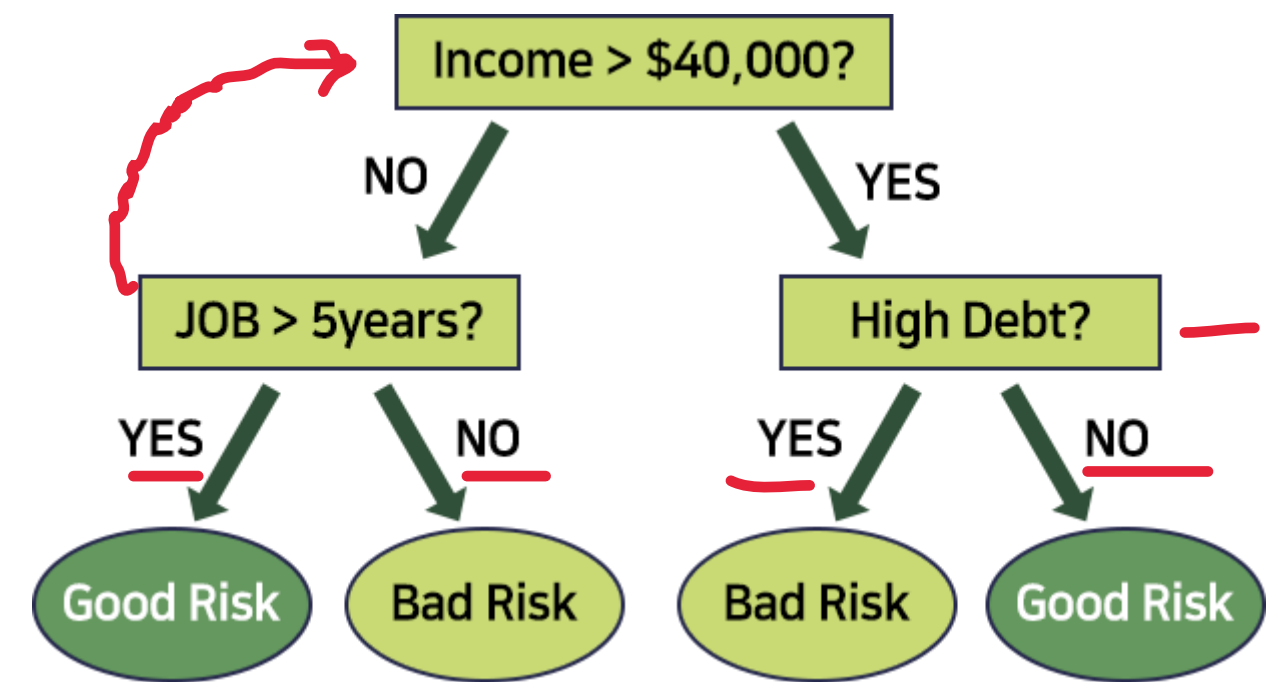 Income > $40,000?
NO
YES
JOB > 5years?
High Debt?
YES
NO
YES
NO
Good Risk
Bad Risk
Bad Risk
Good Risk